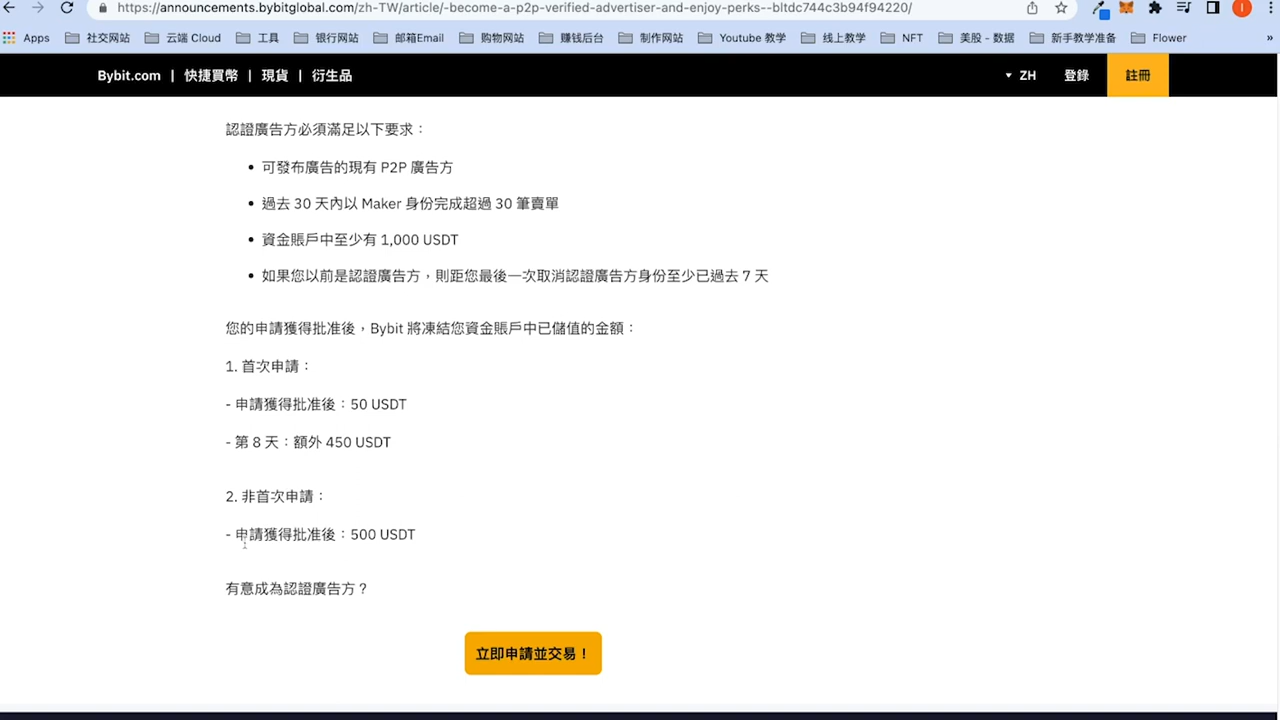 https://announcements.bybitglobal.com/zh-TW/article/-become-a-p2p-verified-advertiser-and-enjoy-perks--bltdc744c3b94f94220/
Apps 社交网站 云端 Cloud 工具 银行网站 邮箱Email 购物网站 赚钱后台 制作网站 Youtube 教学 线上教学 NFT 美股 - 数据 新手教学准备 Flower »
Bybit.com | 快捷買幣 | 現貨 | 衍生品 ZH 登錄 註冊
認證廣告方必須滿足以下要求：
• 可發布廣告的現有 P2P 廣告方
• 過去 30 天內以 Maker 身份完成超過 30 筆賣單
• 資金賬戶中至少有 1,000 USDT
• 如果您以前是認證廣告方，則距您最後一次取消認證廣告方身份至少已過去 7 天
您的申請獲得批准後，Bybit 將凍結您資金賬戶中已儲值的金額：
1. 首次申請：
- 申請獲得批准後：50 USDT
- 第 8 天：額外 450 USDT
2. 非首次申請：
- 申請獲得批准後：500 USDT
有意成為認證廣告方？
立即申請並交易！